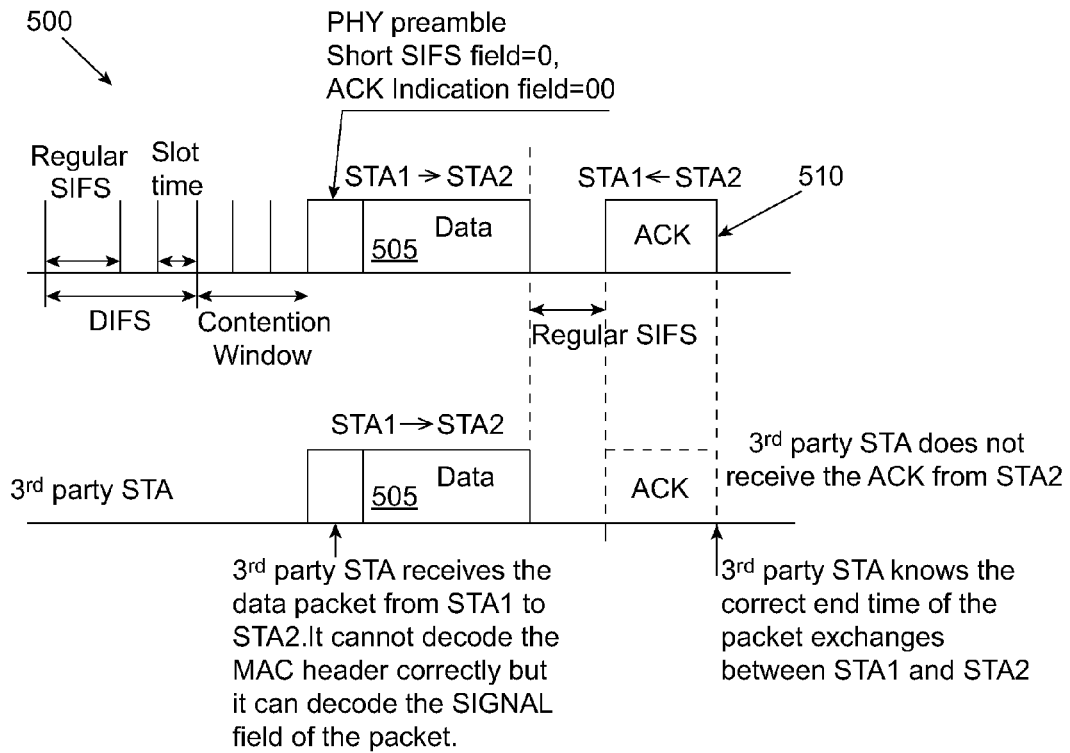 500
PHY preamble
Short SIFS field=0,
ACK Indication field=00
Regular
SIFS
Slot
time
STA1 → STA2
STA1 ← STA2
510
505
Data
ACK
DIFS
Contention
Window
Regular SIFS
STA1 → STA2
3rd party STA
505
Data
ACK
3rd party STA does not
receive the ACK from STA2
3rd party STA receives the
data packet from STA1 to
STA2.It cannot decode the
MAC header correctly but
it can decode the SIGNAL
field of the packet.
3rd party STA knows the
correct end time of the
packet exchanges
between STA1 and STA2